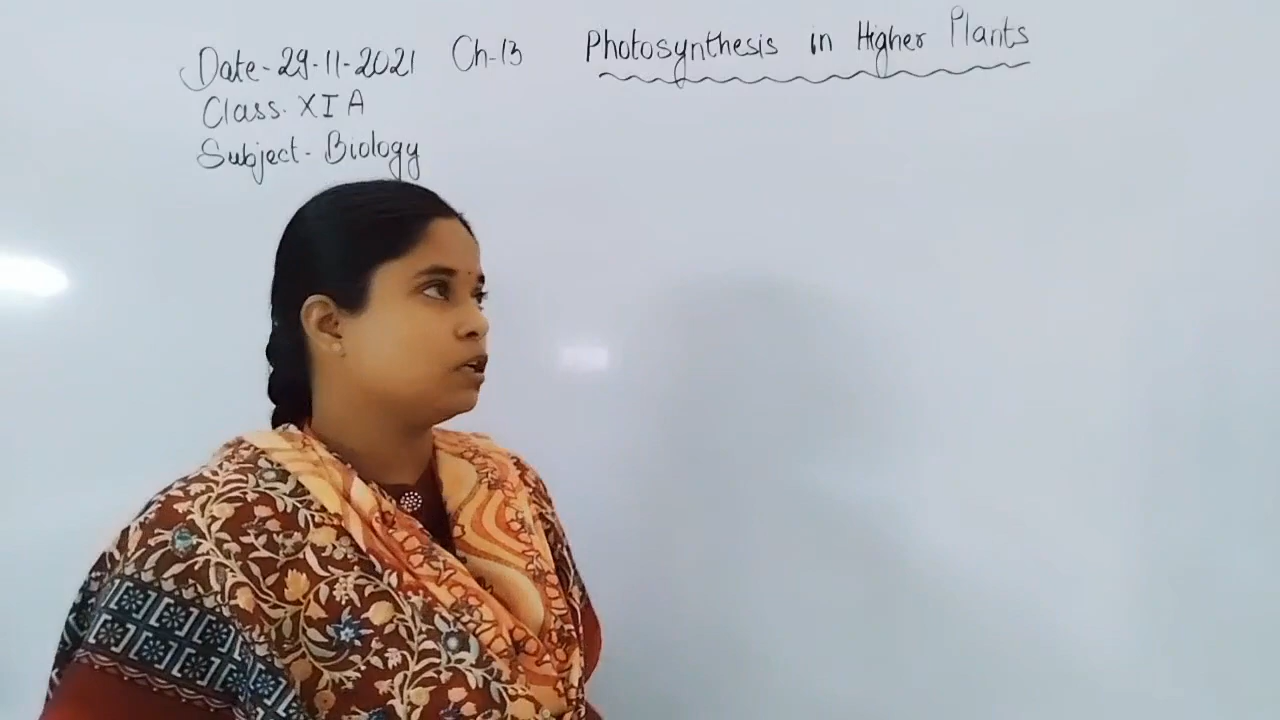 Date-29-11-2021 Ch-13 Photosynthesis in Higher Plants
Class-XI A
Subject-Biology